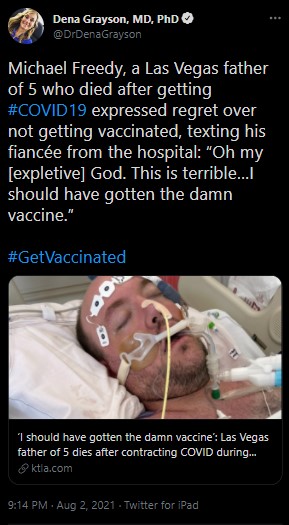 Dena Grayson, MD, PhD
@DrDenaGrayson
Michael Freedy, a Las Vegas father
of 5 who died after getting
#COVID19 expressed regret over
not getting vaccinated, texting his
fiancée from the hospital: “Oh my
[expletive] God. This is terrible...I
should have gotten the damn
vaccine.”
#GetVaccinated
'I should have gotten the damn vaccine': Las Vegas
father of 5 dies after contracting COVID during...
ktla.com
9:14 PM · Aug 2, 2021 · Twitter for iPad